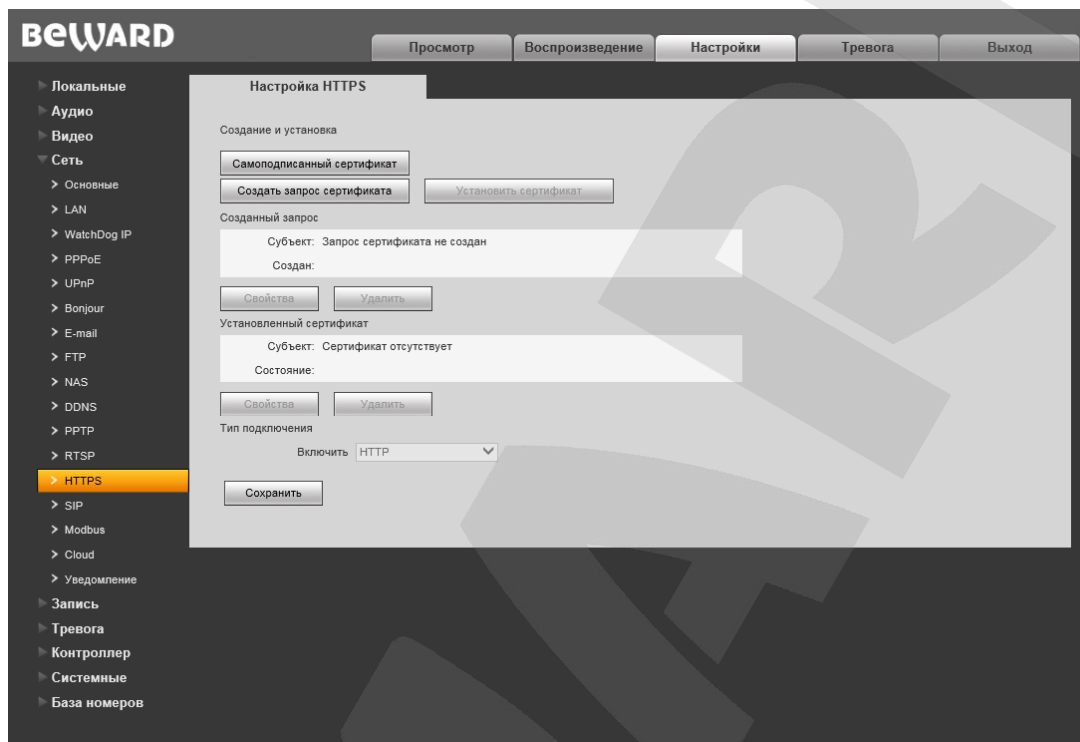 BEWARD
Просмотр
Воспроизведение
Настройки
Тревога
Выход
Локальные
Аудио
Видео
Сеть
Основные
LAN
WatchDog IP
PPPoE
UPnP
Bonjour
E-mail
FTP
NAS
DDNS
PPTP
RTSP
HTTPS
SIP
Modbus
Cloud
Уведомление
Запись
Тревога
Контроллер
Системные
База номеров
Настройка HTTPS
Создание и установка
Самоподписанный сертификат
Создать запрос сертификата
Установить сертификат
Созданный запрос
Субъект: Запрос сертификата не создан
Создан:
Свойства
Удалить
Установленный сертификат
Субъект: Сертификат отсутствует
Состояние:
Свойства
Удалить
Тип подключения
Включить HTTP
Сохранить